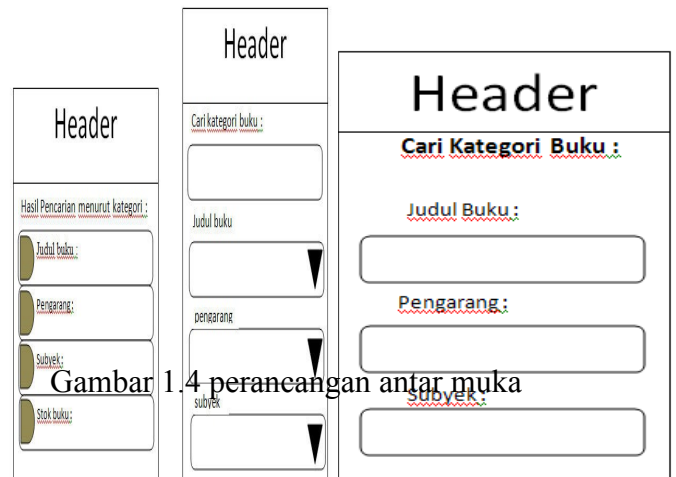 Header
Hasil Pencarian menurut kategori :
Judul buku :
Pengarang :
Subyek :
Stok buku :
Header
Cari kategori buku :
Judul buku
pengarang
subyek
Header
Cari Kategori Buku :
Judul Buku :
Pengarang :
Subyek :
Gambar 1.4 perancangan antar muka